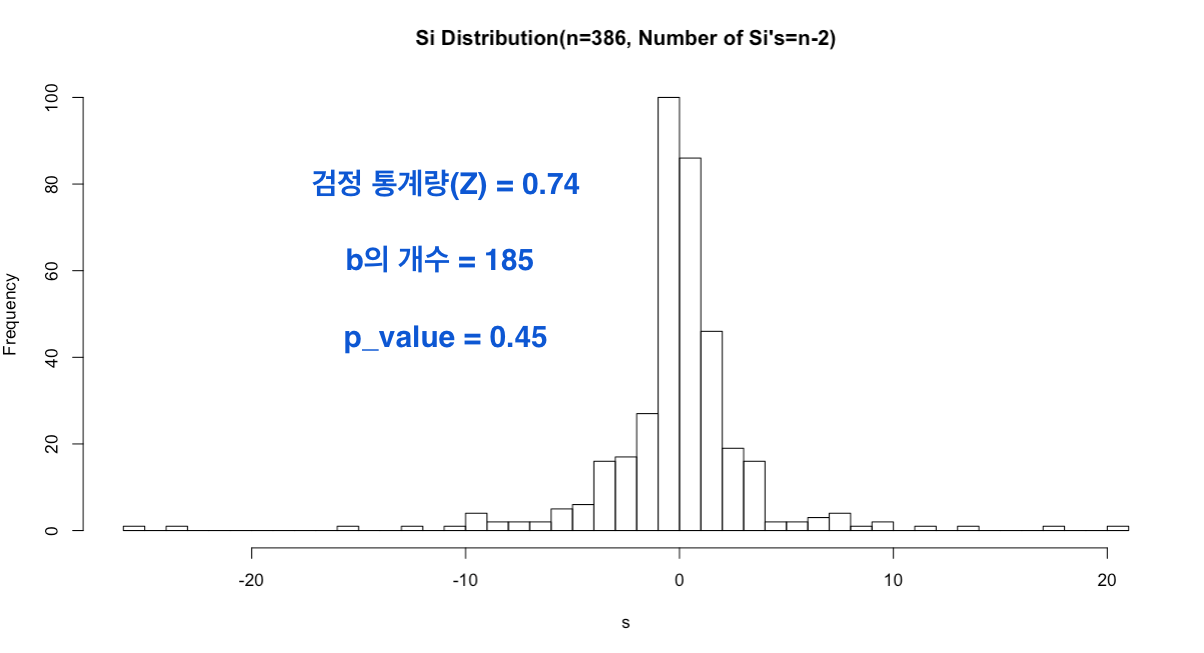 Si Distribution(n=386, Number of Si's=n-2)
100
80
60
40
20
0
Frequency
검정 통계량(Z) = 0.74
b의 개수 = 185
p_value = 0.45
-20 -10 0 10 20
s